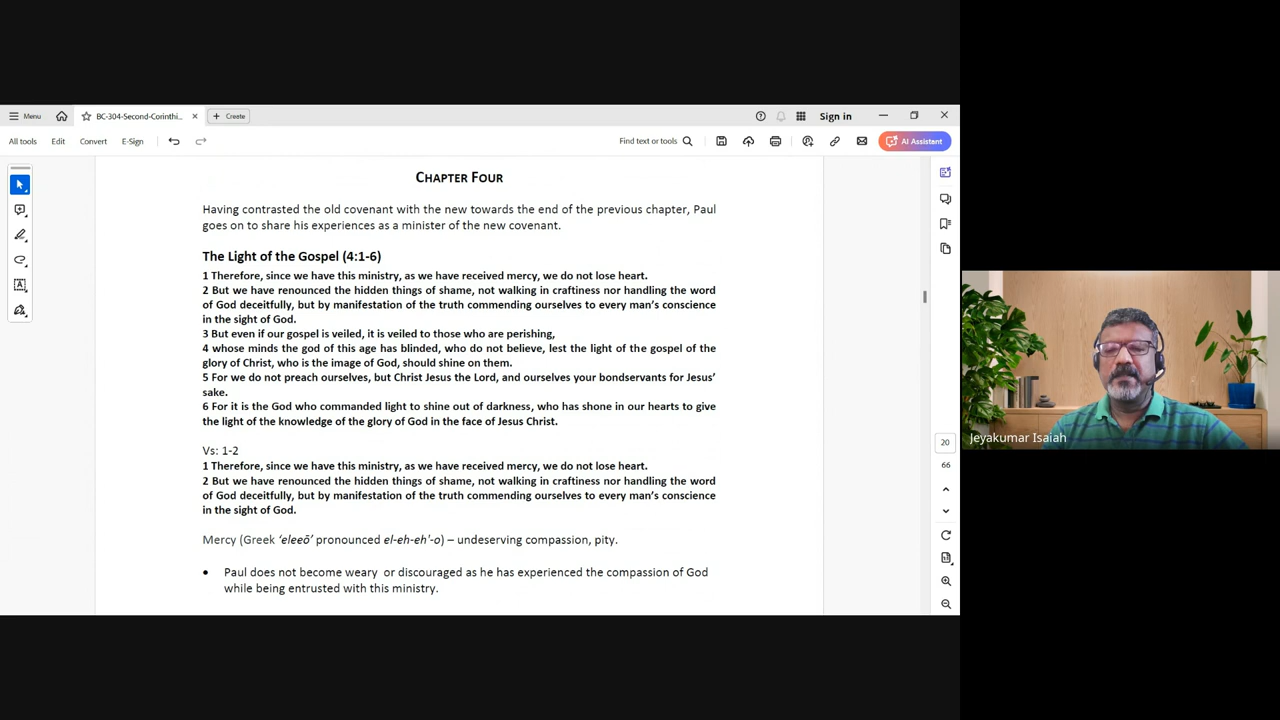 Menu
BC-304-Second-Corinthi...
Create
Sign in
All tools
Edit
Convert
E-Sign
Find text or tools
AI Assistant
CHAPTER FOUR
Having contrasted the old covenant with the new towards the end of the previous chapter, Paul
goes on to share his experiences as a minister of the new covenant.
The Light of the Gospel (4:1-6)
1 Therefore, since we have this ministry, as we have received mercy, we do not lose heart.
2 But we have renounced the hidden things of shame, not walking in craftiness nor handling the word
of God deceitfully, but by manifestation of the truth commending ourselves to every man's conscience
in the sight of God.
3 But even if our gospel is veiled, it is veiled to those who are perishing,
4 whose minds the god of this age has blinded, who do not believe, lest the light of the gospel of the
glory of Christ, who is the image of God, should shine on them.
5 For we do not preach ourselves, but Christ Jesus the Lord, and ourselves your bondservants for Jesus'
sake.
6 For it is the God who commanded light to shine out of darkness, who has shone in our hearts to give
the light of the knowledge of the glory of God in the face of Jesus Christ.
Vs: 1-2
1 Therefore, since we have this ministry, as we have received mercy, we do not lose heart.
2 But we have renounced the hidden things of shame, not walking in craftiness nor handling the word
of God deceitfully, but by manifestation of the truth commending ourselves to every man's conscience
in the sight of God.
Mercy (Greek 'eleeō' pronounced el-eh-eh'-o) – undeserving compassion, pity.
• Paul does not become weary or discouraged as he has experienced the compassion of God
while being entrusted with this ministry.
20
66
Jeyakumar Isaiah